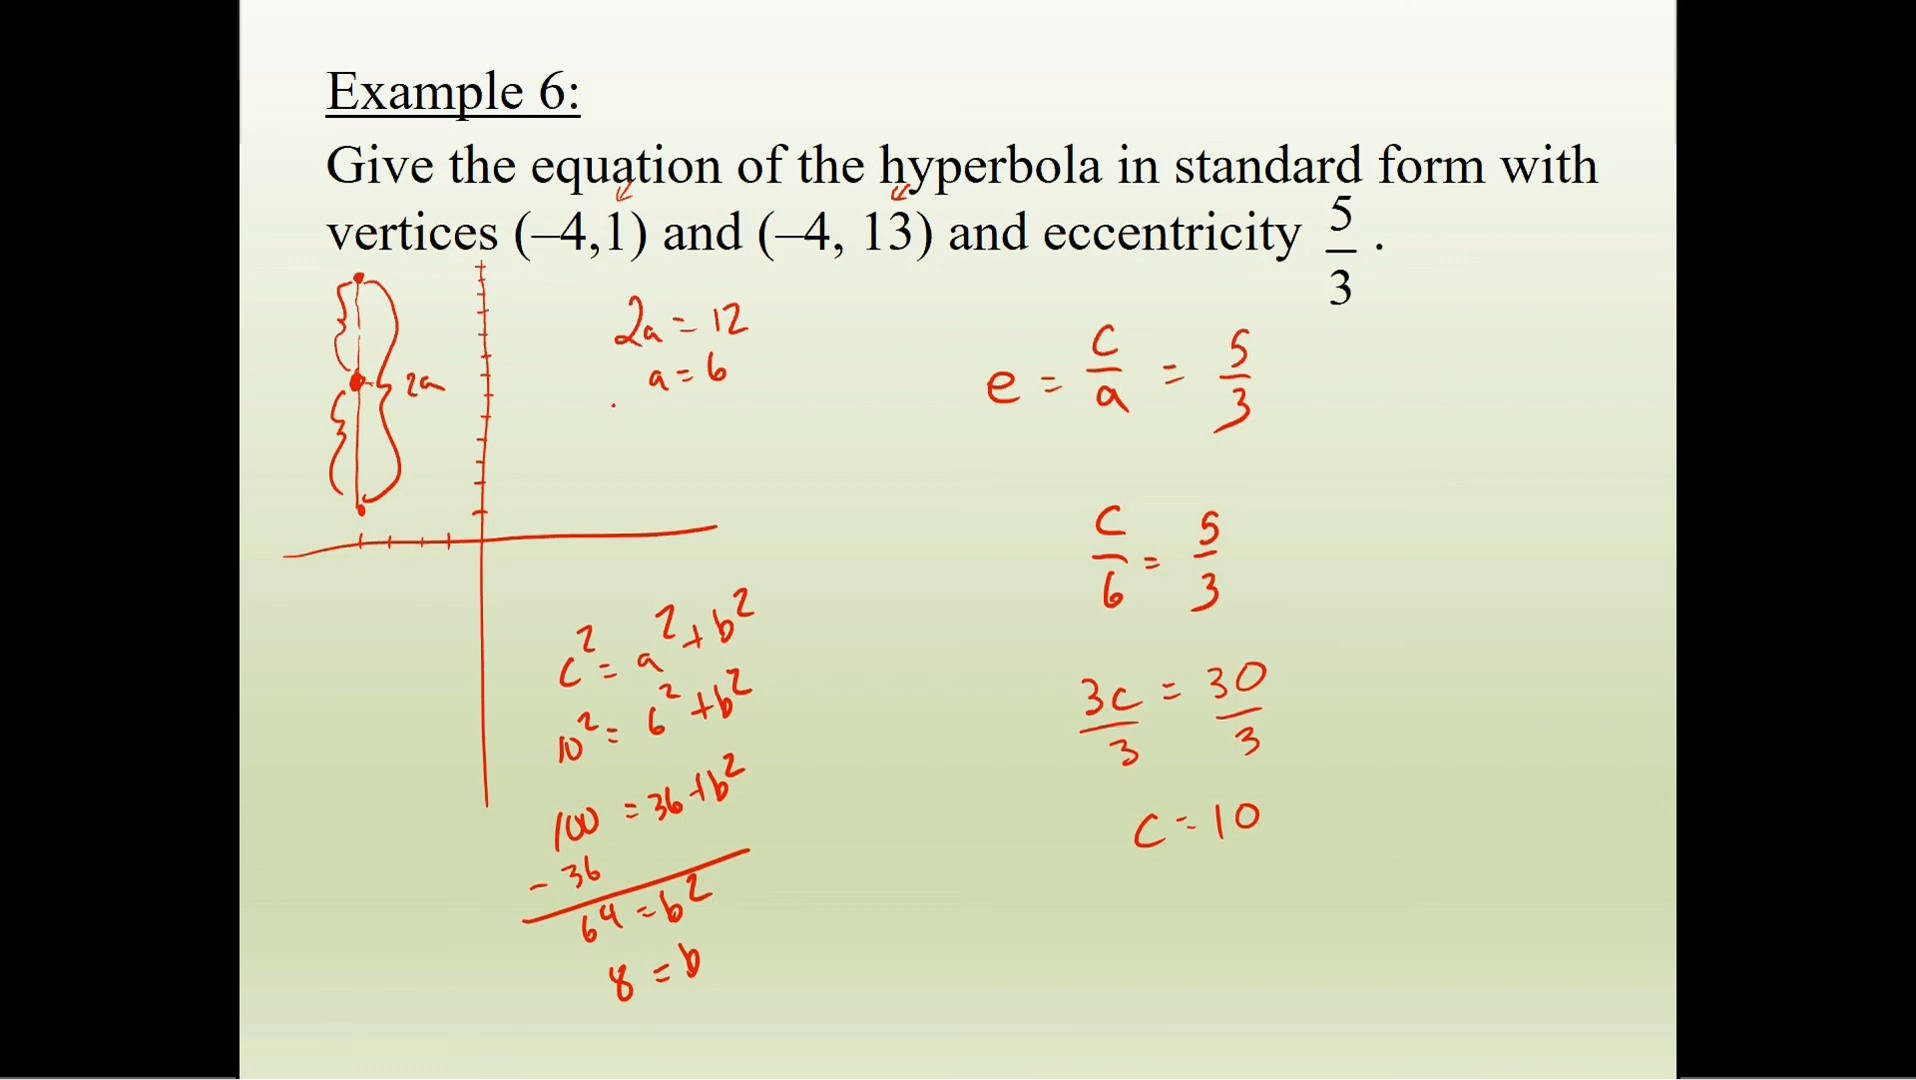 Example 6:
Give the equation of the hyperbola in standard form with
vertices (–4,1) and (–4, 13) and eccentricity 5/3 .
2a = 12
a = 6
2a
e = c/a = 5/3
c/6 = 5/3
3c/3 = 30/3
c = 10
c² = a² + b²
10² = 6² + b²
100 = 36 + b²
- 36
64 = b²
8 = b